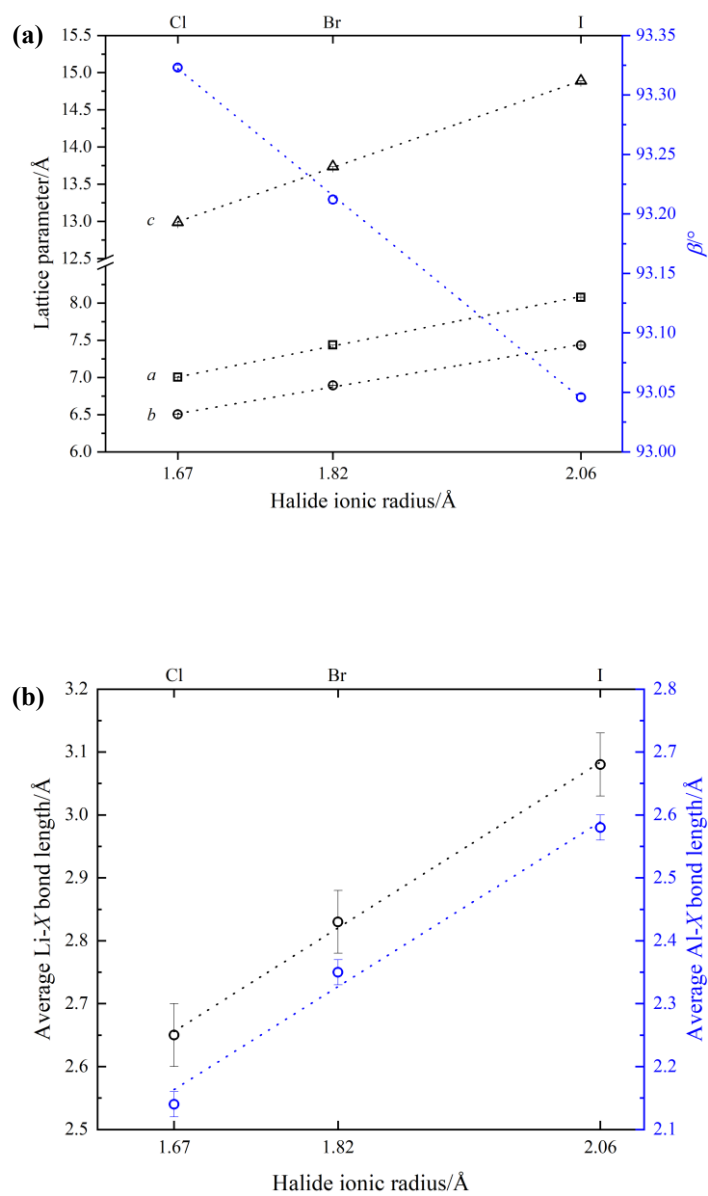 (a)
Cl Br I
15.5
15.0
14.5
14.0
13.5
13.0
12.5
8.0
7.5
7.0
6.5
6.0
Lattice parameter/Å
c
a
b
93.35
93.30
93.25
93.20
93.15
93.10
93.05
93.00
β/°
1.67 1.82 2.06
Halide ionic radius/Å
(b)
Cl Br I
3.2
3.1
3.0
2.9
2.8
2.7
2.6
2.5
Average Li-X bond length/Å
2.8
2.7
2.6
2.5
2.4
2.3
2.2
2.1
Average Al-X bond length/Å
1.67 1.82 2.06
Halide ionic radius/Å